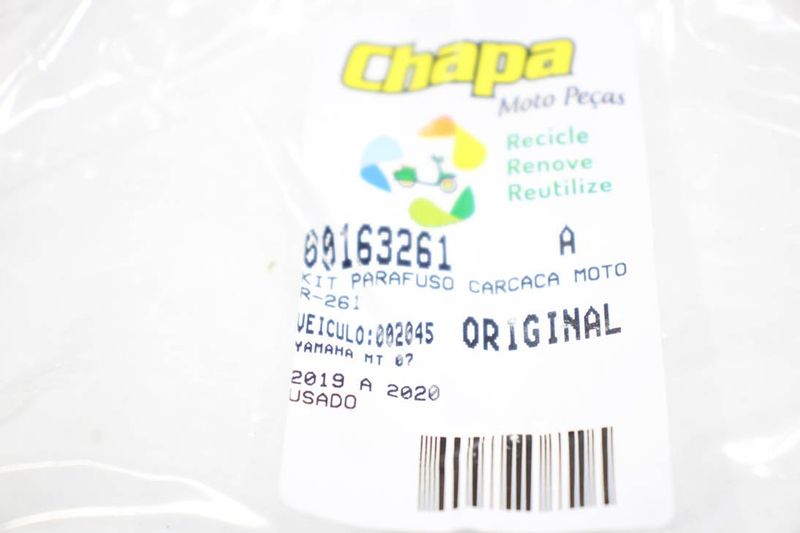 Chapa
Moto Peças
Recicle
Renove
Reutilize
60163261 A
KIT PARAFUSO CARCACA MOTO
R-261
VEICULO:002045 ORIGINAL
YAMAHA MT 07
2019 A 2020
USADO